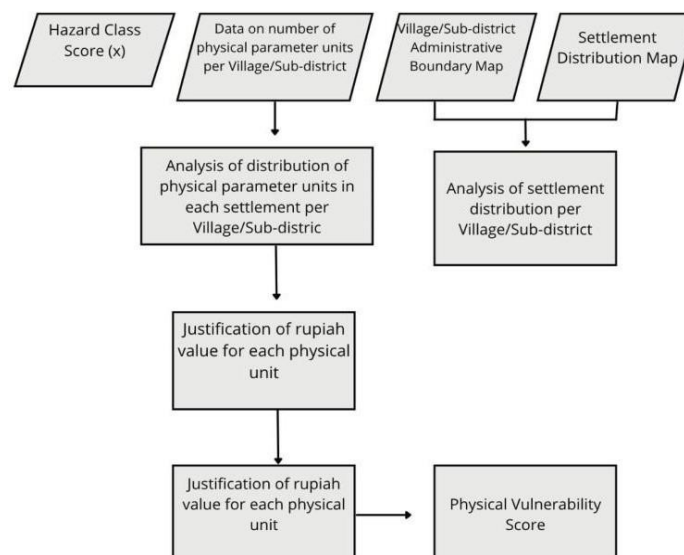 Hazard Class
Score (x)
Data on number of
physical parameter units
per Village/Sub-district
Village/Sub-district
Administrative
Boundary Map
Settlement
Distribution Map
Analysis of distribution of
physical parameter units in
each settlement per
Village/Sub-distric
Analysis of settlement
distribution per
Village/Sub-district
Justification of rupiah
value for each physical
unit
Justification of rupiah
value for each physical
unit
Physical Vulnerability
Score